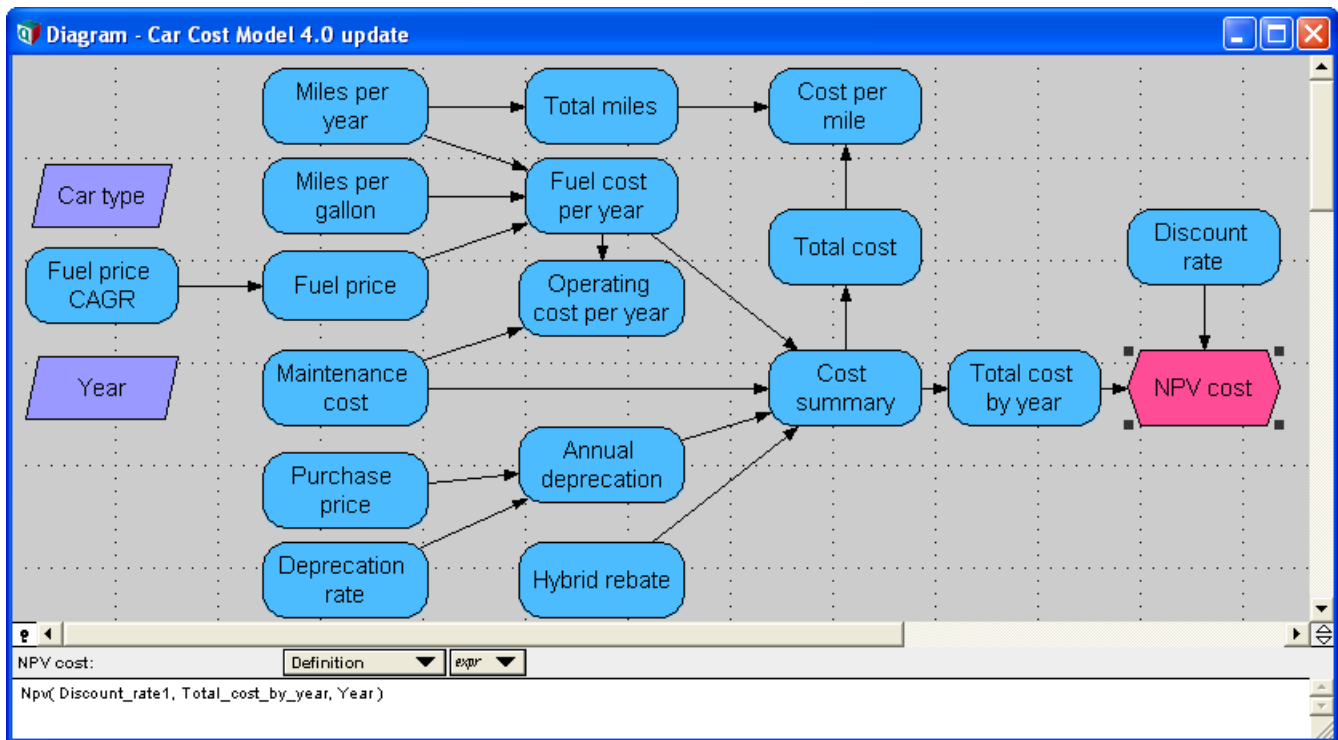 Diagram - Car Cost Model 4.0 update
Miles per
year
Total miles
Cost per
mile
Car type
Miles per
gallon
Fuel cost
per year
Fuel price
CAGR
Fuel price
Operating
cost per year
Total cost
Discount
rate
Year
Maintenance
cost
Cost
summary
Total cost
by year
NPV cost
Purchase
price
Annual
deprecation
Deprecation
rate
Hybrid rebate
NPV cost:
Definition
expr
Npv( Discount_rate1, Total_cost_by_year, Year )